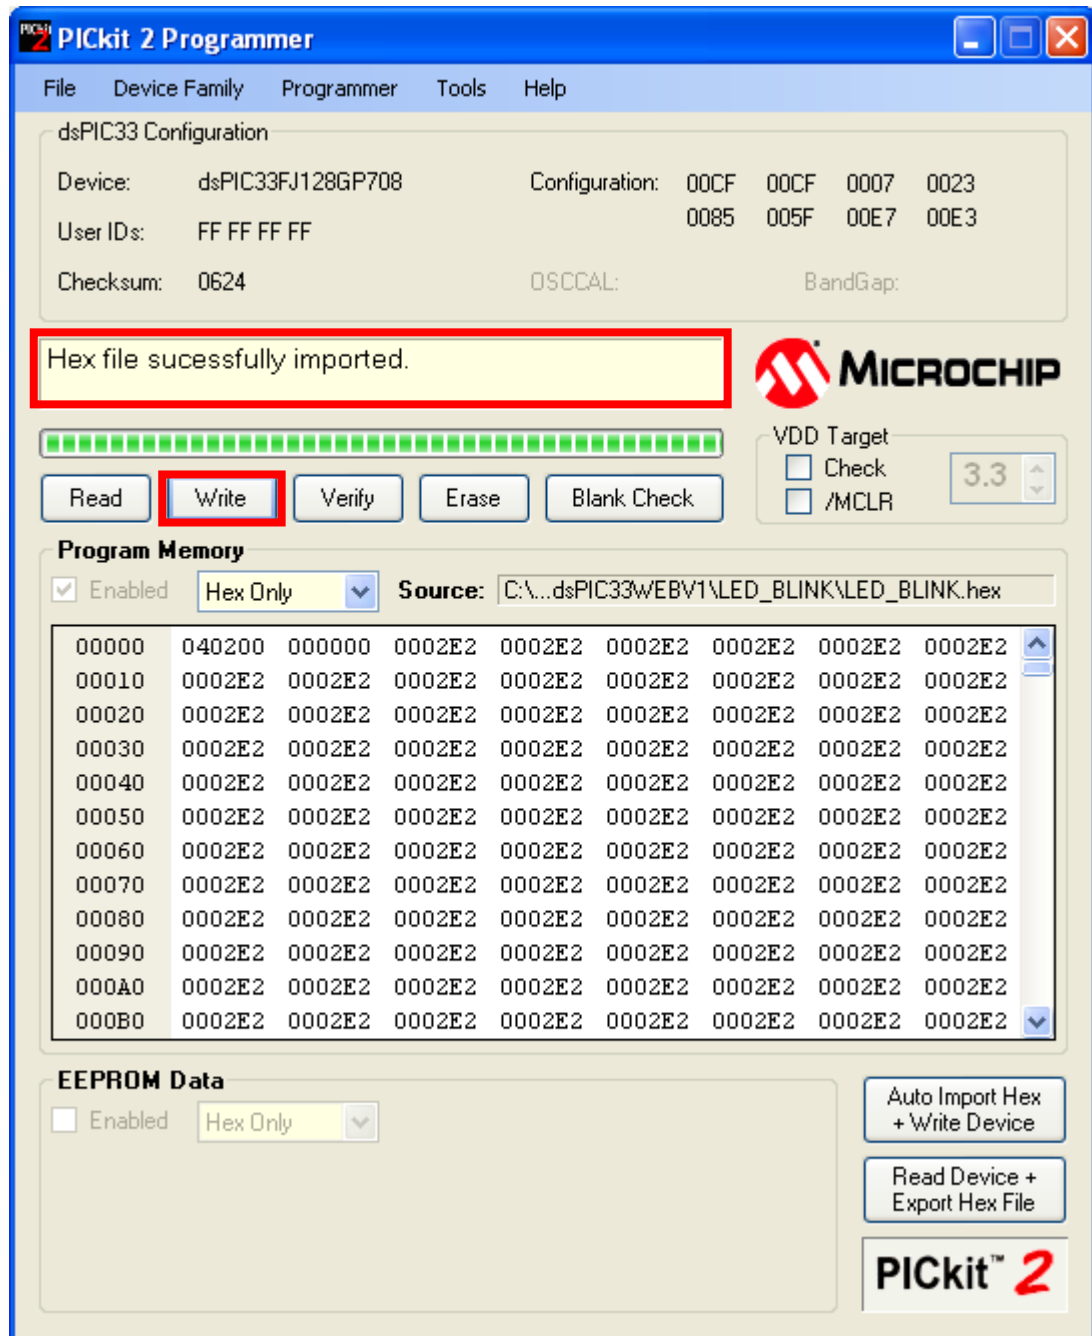 PICkit 2 Programmer
File Device Family Programmer Tools Help
dsPIC33 Configuration
Device: dsPIC33FJ128GP708 Configuration: 00CF 00CF 0007 0023
0085 005F 00E7 00E3
User IDs: FF FF FF FF
Checksum: 0624 OSCCAL: BandGap:
Hex file sucessfully imported.
MICROCHIP
VDD Target
Check
3.3
/MCLR
Read Write Verify Erase Blank Check
Program Memory
Enabled Hex Only Source: C:\...dsPIC33WEBV1\LED_BLINK\LED_BLINK.hex
00000 040200 000000 0002E2 0002E2 0002E2 0002E2 0002E2 0002E2
00010 0002E2 0002E2 0002E2 0002E2 0002E2 0002E2 0002E2 0002E2
00020 0002E2 0002E2 0002E2 0002E2 0002E2 0002E2 0002E2 0002E2
00030 0002E2 0002E2 0002E2 0002E2 0002E2 0002E2 0002E2 0002E2
00040 0002E2 0002E2 0002E2 0002E2 0002E2 0002E2 0002E2 0002E2
00050 0002E2 0002E2 0002E2 0002E2 0002E2 0002E2 0002E2 0002E2
00060 0002E2 0002E2 0002E2 0002E2 0002E2 0002E2 0002E2 0002E2
00070 0002E2 0002E2 0002E2 0002E2 0002E2 0002E2 0002E2 0002E2
00080 0002E2 0002E2 0002E2 0002E2 0002E2 0002E2 0002E2 0002E2
00090 0002E2 0002E2 0002E2 0002E2 0002E2 0002E2 0002E2 0002E2
000A0 0002E2 0002E2 0002E2 0002E2 0002E2 0002E2 0002E2 0002E2
000B0 0002E2 0002E2 0002E2 0002E2 0002E2 0002E2 0002E2 0002E2
EEPROM Data
Enabled Hex Only
Auto Import Hex
+ Write Device
Read Device +
Export Hex File
PICkit™ 2